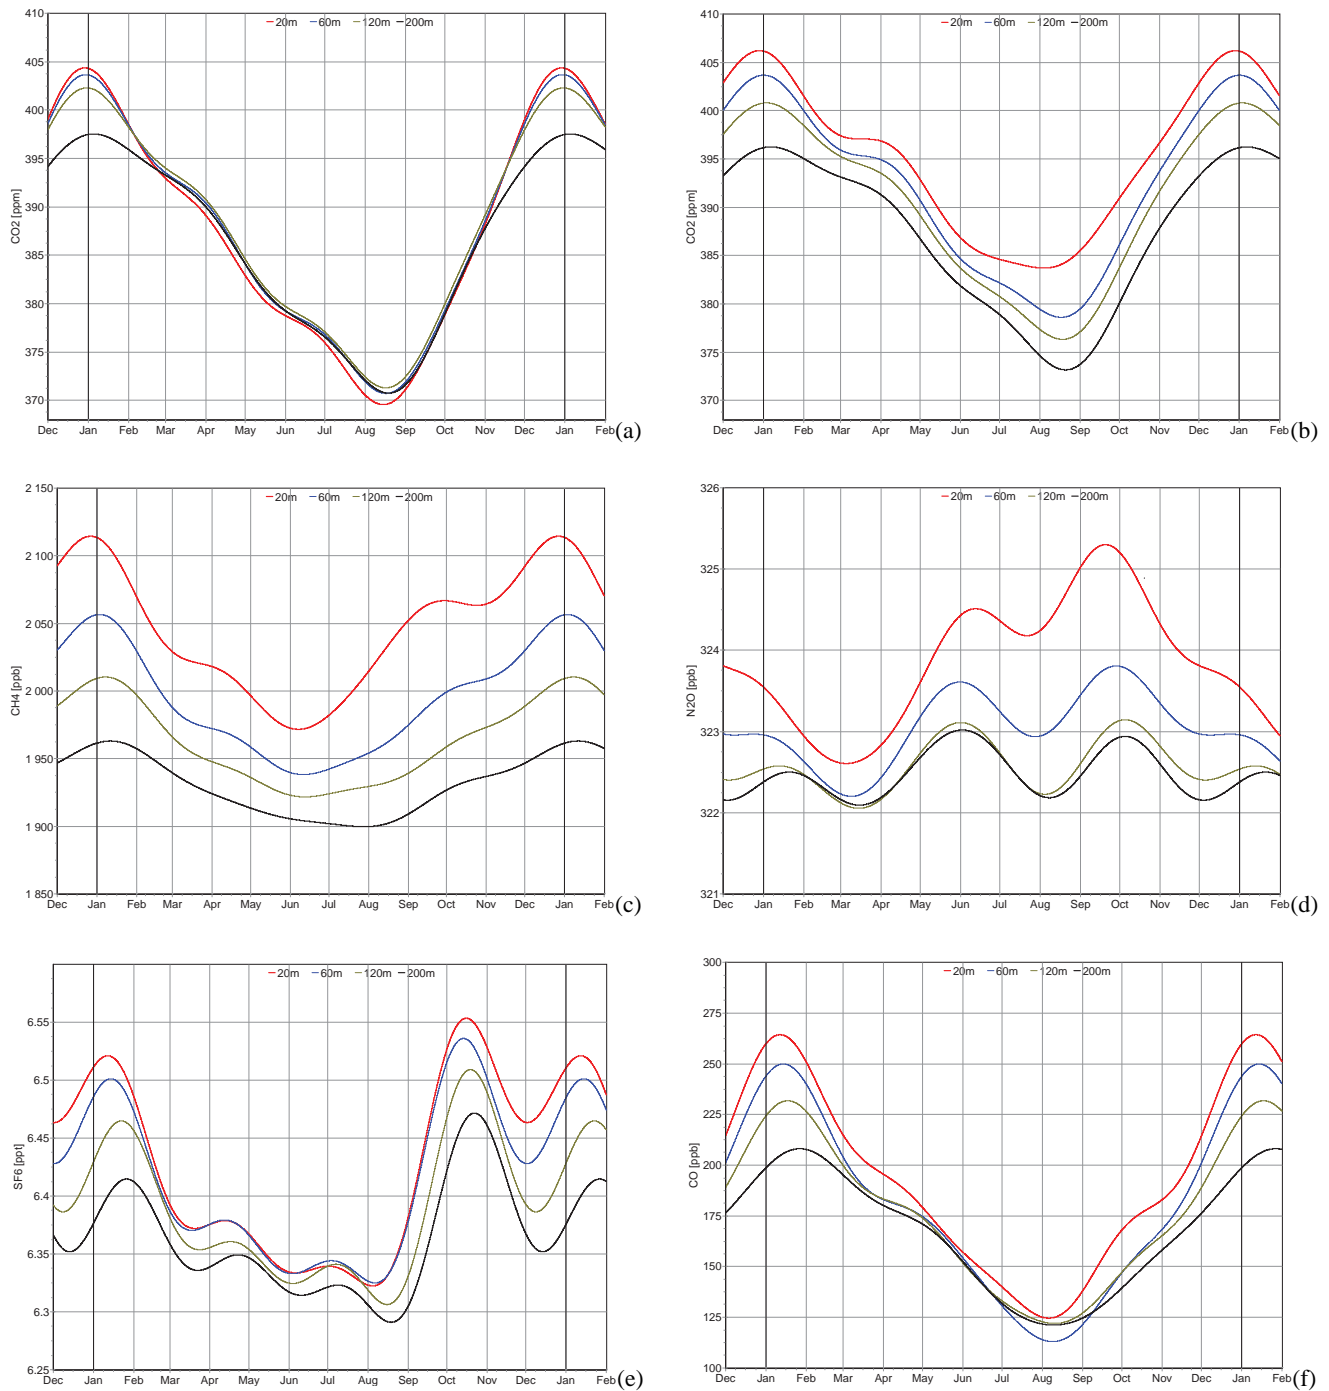 −20m −60m −120m −200m
410
405
400
395
390
385
380
375
370
CO2 [ppm]
Dec Jan Feb Mar Apr May Jun Jul Aug Sep Oct Nov Dec Jan Feb
(a)
−20m −60m −120m −200m
410
405
400
395
390
385
380
375
370
CO2 [ppm]
Dec Jan Feb Mar Apr May Jun Jul Aug Sep Oct Nov Dec Jan Feb
(b)
−20m −60m −120m −200m
2 150
2 100
2 050
2 000
1 950
1 900
1 850
CH4 [ppb]
Dec Jan Feb Mar Apr May Jun Jul Aug Sep Oct Nov Dec Jan Feb
(c)
−20m −60m −120m −200m
326
325
324
323
322
321
N2O [ppb]
Dec Jan Feb Mar Apr May Jun Jul Aug Sep Oct Nov Dec Jan Feb
(d)
−20m −60m −120m −200m
6.55
6.5
6.45
6.4
6.35
6.3
6.25
SF6 [ppt]
Dec Jan Feb Mar Apr May Jun Jul Aug Sep Oct Nov Dec Jan Feb
(e)
−20m −60m −120m −200m
300
275
250
225
200
175
150
125
100
CO [ppb]
Dec Jan Feb Mar Apr May Jun Jul Aug Sep Oct Nov Dec Jan Feb
(f)